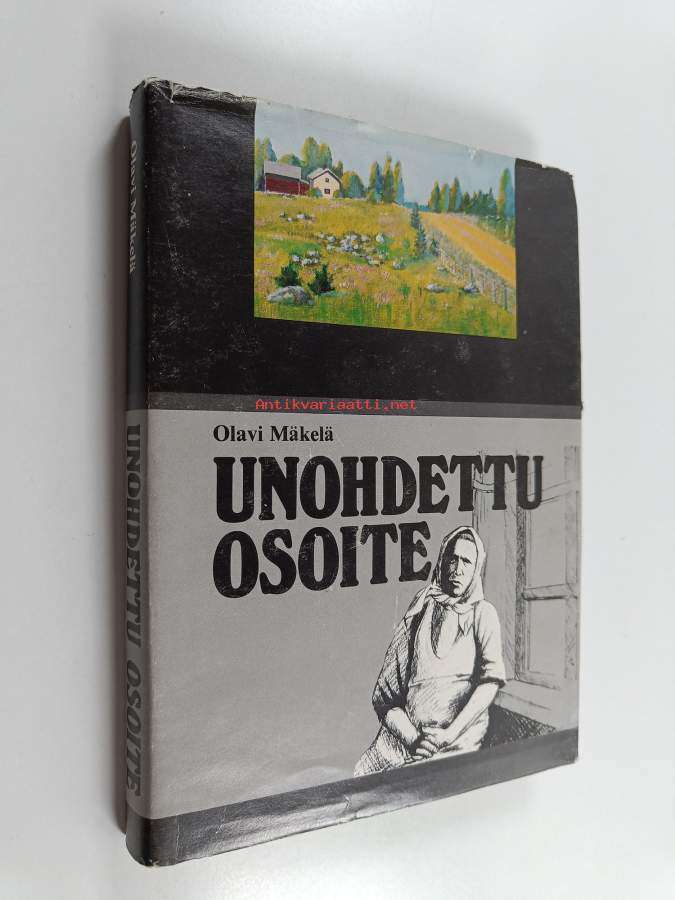 Olavi Mäkelä
UNOHDETTU OSOITE
Antikvariaatti.net
Olavi Mäkelä
UNOHDETTU
OSOITE